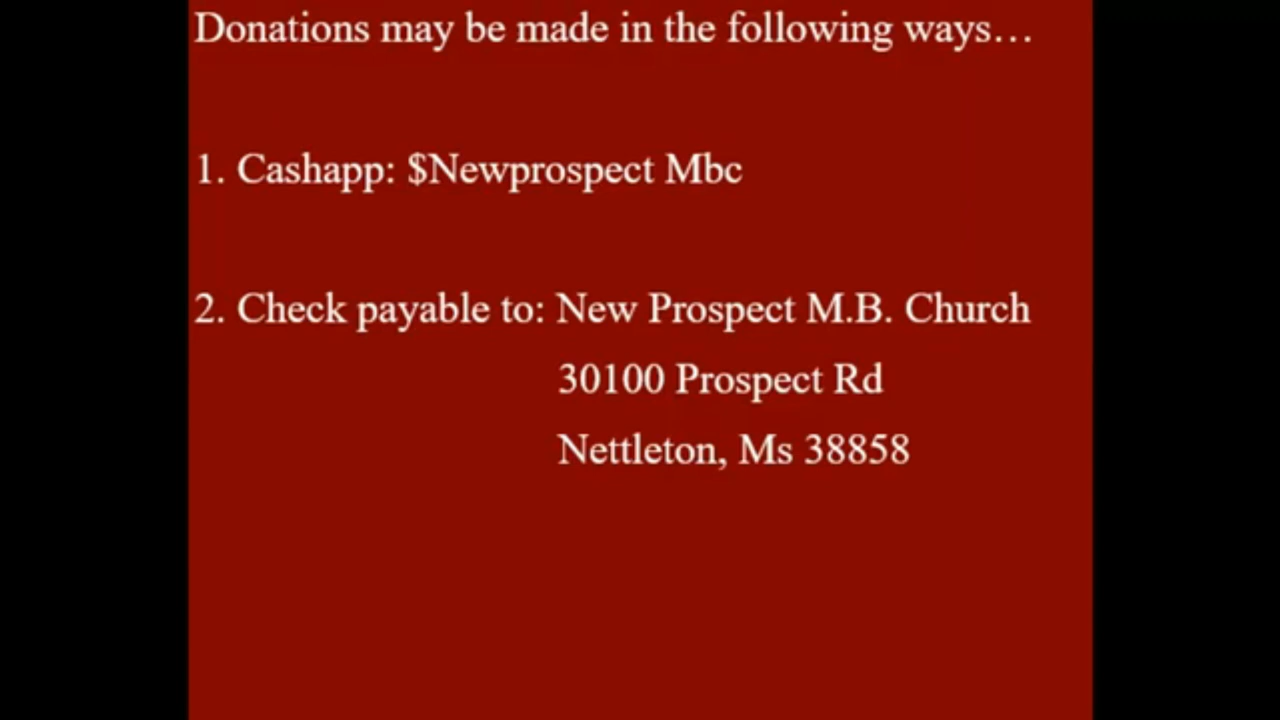 Donations may be made in the following ways…
1. Cashapp: $Newprospect Mbc
2. Check payable to: New Prospect M.B. Church
30100 Prospect Rd
Nettleton, Ms 38858